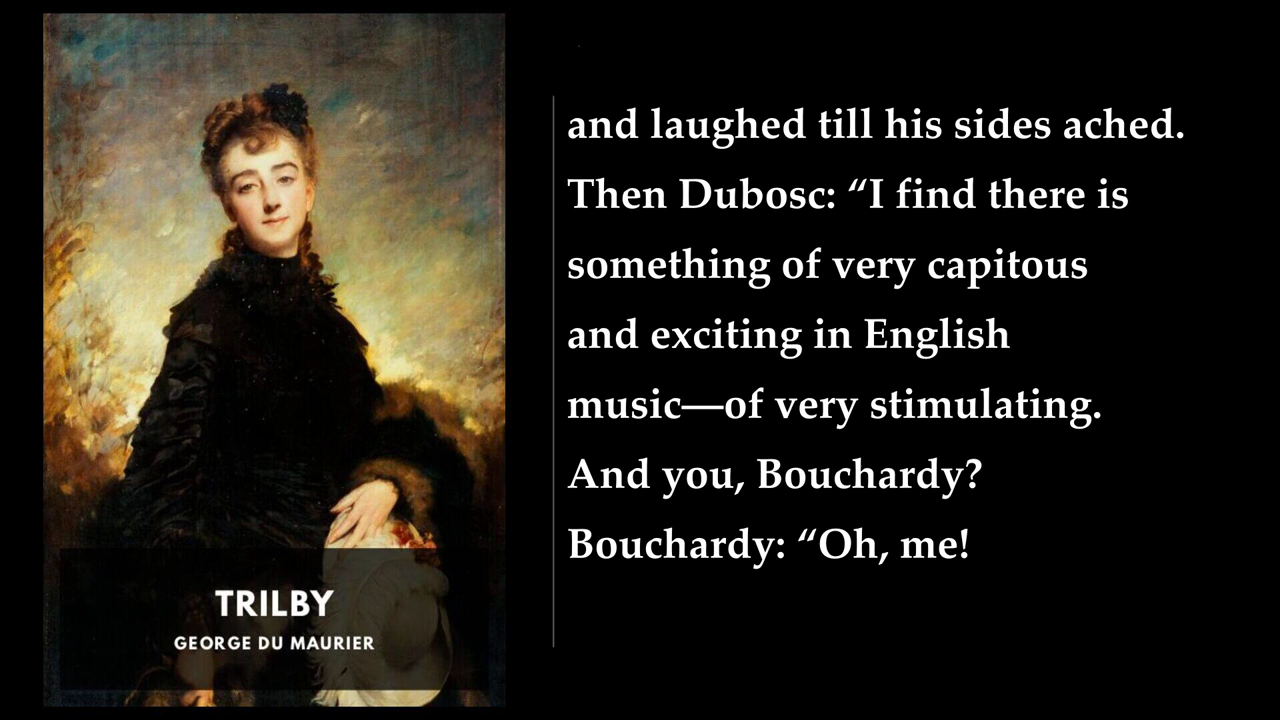 and laughed till his sides ached.
Then Dubosc: “I find there is
something of very capitous
and exciting in English
music—of very stimulating.
And you, Bouchardy?
Bouchardy: “Oh, me!
TRILBY
GEORGE DU MAURIER